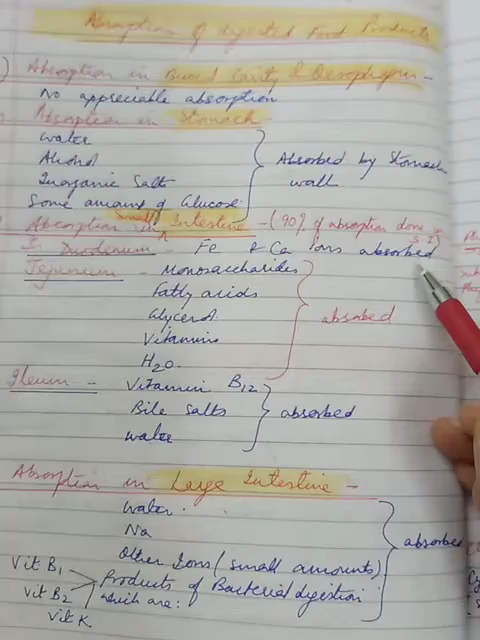 Absorption of digested Food Products
) Absorption in Buccal Cavity & Oesophagus -
No appreciable absorption
Absorption in Stomach -
Water
Alcohol
Inorganic Salts
Some amount of Glucose
Absorbed by Stomach wall
Absorption in Small Intestine - (90% of absorption done in S.I)
Duodenum Fe & Ca Ions absorbed
Jejuneum - Monosaccharides
Fatty acids
Glycerol
Vitamins
H2O.
absorbed
Ileum - Vitamin B12
Bile Salts
water
absorbed
Absorption in Large Intestine -
Water.
Na
Other Ions (small amounts)
Products of Bacterial digestion
which are:
absorbed
Vit B1
Vit B2
Vit K